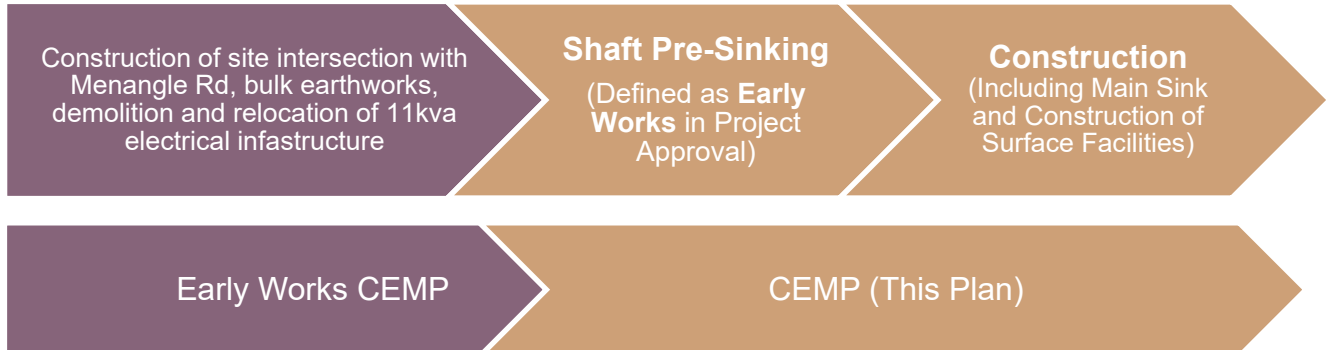 Construction of site intersection with
Menangle Rd, bulk earthworks,
demolition and relocation of 11kva
electrical infastructure
Shaft Pre-Sinking
(Defined as Early
Works in Project
Approval)
Construction
(Including Main Sink
and Construction of
Surface Facilities)
Early Works CEMP
CEMP (This Plan)